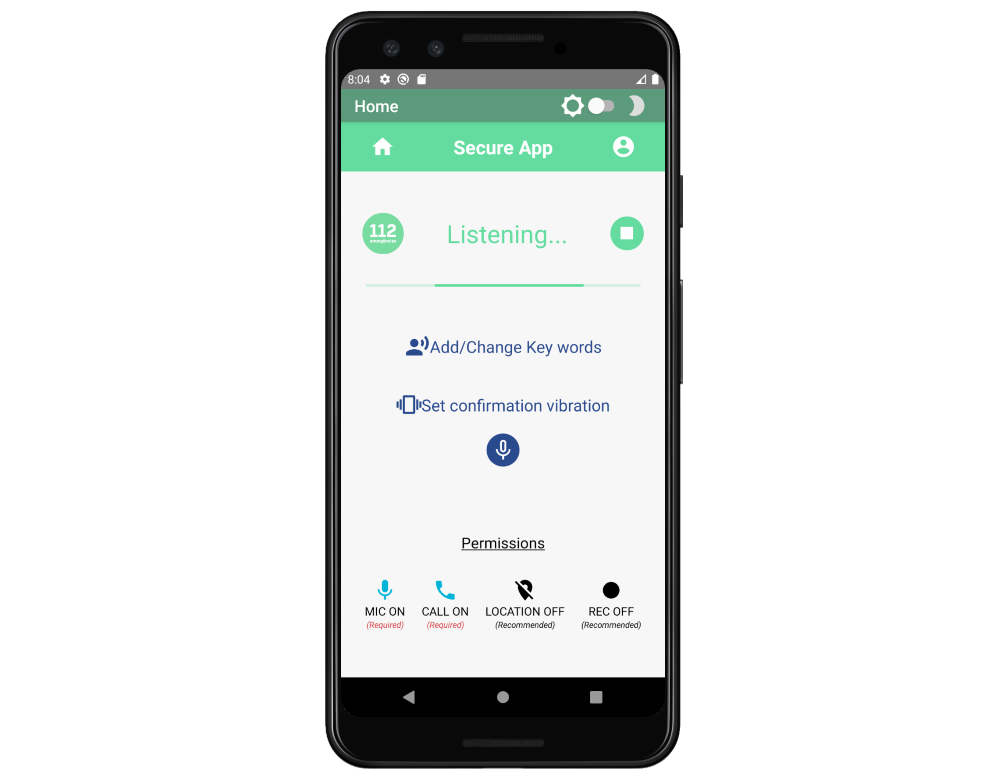 8:04
Home
Secure App
112
Listening...
Add/Change Key words
Set confirmation vibration
Permissions
MIC ON
(Required)
CALL ON
(Required)
LOCATION OFF
(Recommended)
REC OFF
(Recommended)